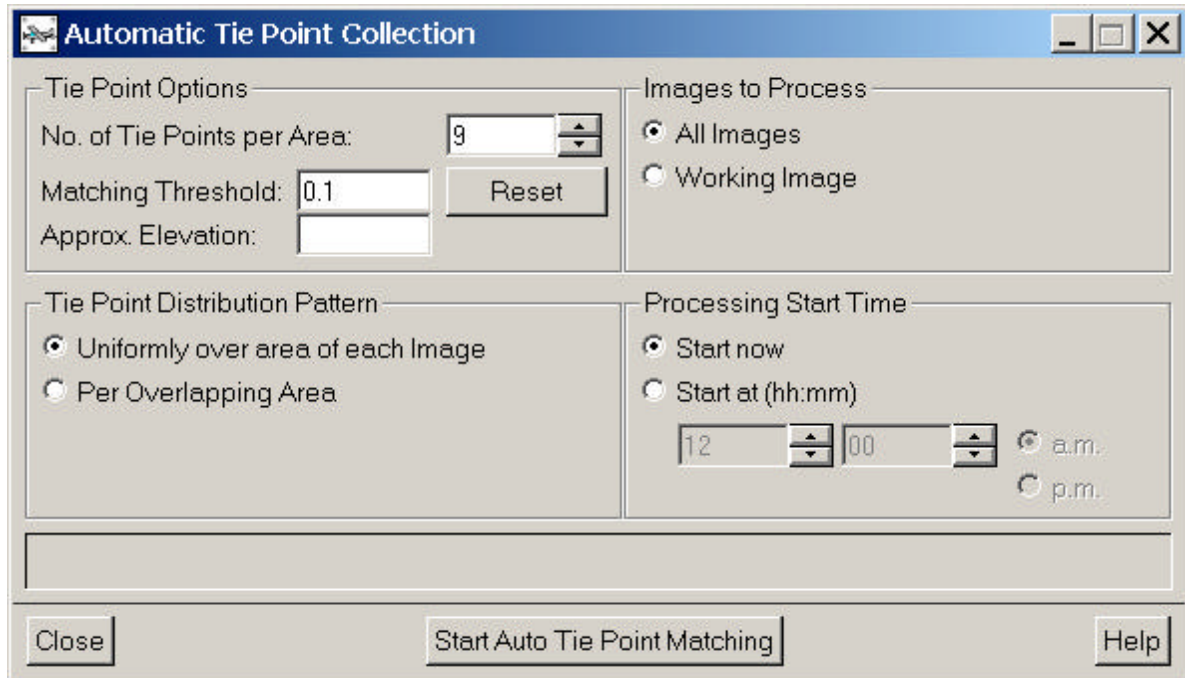 Automatic Tie Point Collection
Tie Point Options
No. of Tie Points per Area: 9
Matching Threshold: 0.1 Reset
Approx. Elevation:
Images to Process
All Images
Working Image
Tie Point Distribution Pattern
Uniformly over area of each Image
Per Overlapping Area
Processing Start Time
Start now
Start at (hh:mm)
12 00 a.m.
p.m.
Close Start Auto Tie Point Matching Help